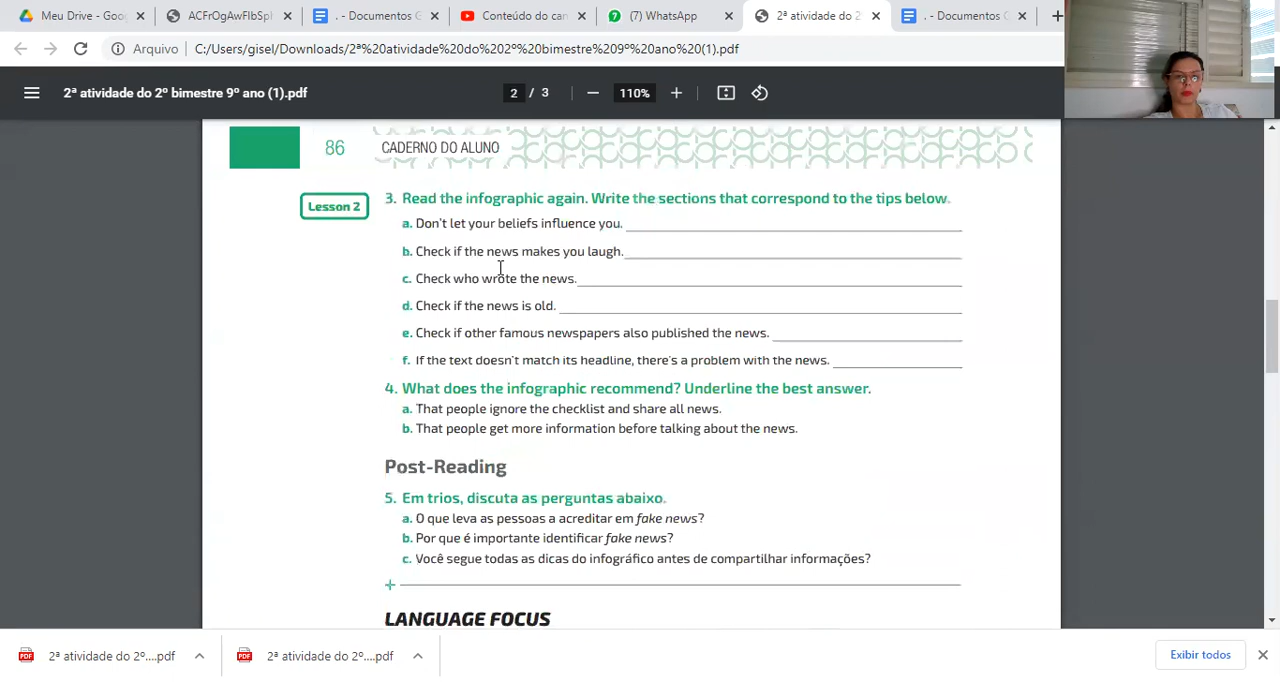 Meu Drive - Goo
ACFrOgAwFIbSpl
. - Documentos G
Conteúdo do can
(7) WhatsApp
2ª atividade do 2
. - Documentos G
Arquivo
C:/Users/gisel/Downloads/2ª%20atividade%20do%202º%20bimestre%209º%20ano%20(1).pdf
2ª atividade do 2º bimestre 9º ano (1).pdf
2 / 3
110%
86
CADERNO DO ALUNO
Lesson 2
3. Read the infographic again. Write the sections that correspond to the tips below.
a. Don't let your beliefs influence you.
b. Check if the news makes you laugh.
c. Check who wrote the news.
d. Check if the news is old.
e. Check if other famous newspapers also published the news.
f. If the text doesn't match its headline, there's a problem with the news.
4. What does the infographic recommend? Underline the best answer.
a. That people ignore the checklist and share all news.
b. That people get more information before talking about the news.
Post-Reading
5. Em trios, discuta as perguntas abaixo.
a. O que leva as pessoas a acreditar em fake news?
b. Por que é importante identificar fake news?
c. Você segue todas as dicas do infográfico antes de compartilhar informações?
LANGUAGE FOCUS
2ª atividade do 2º....pdf
2ª atividade do 2º....pdf
Exibir todos